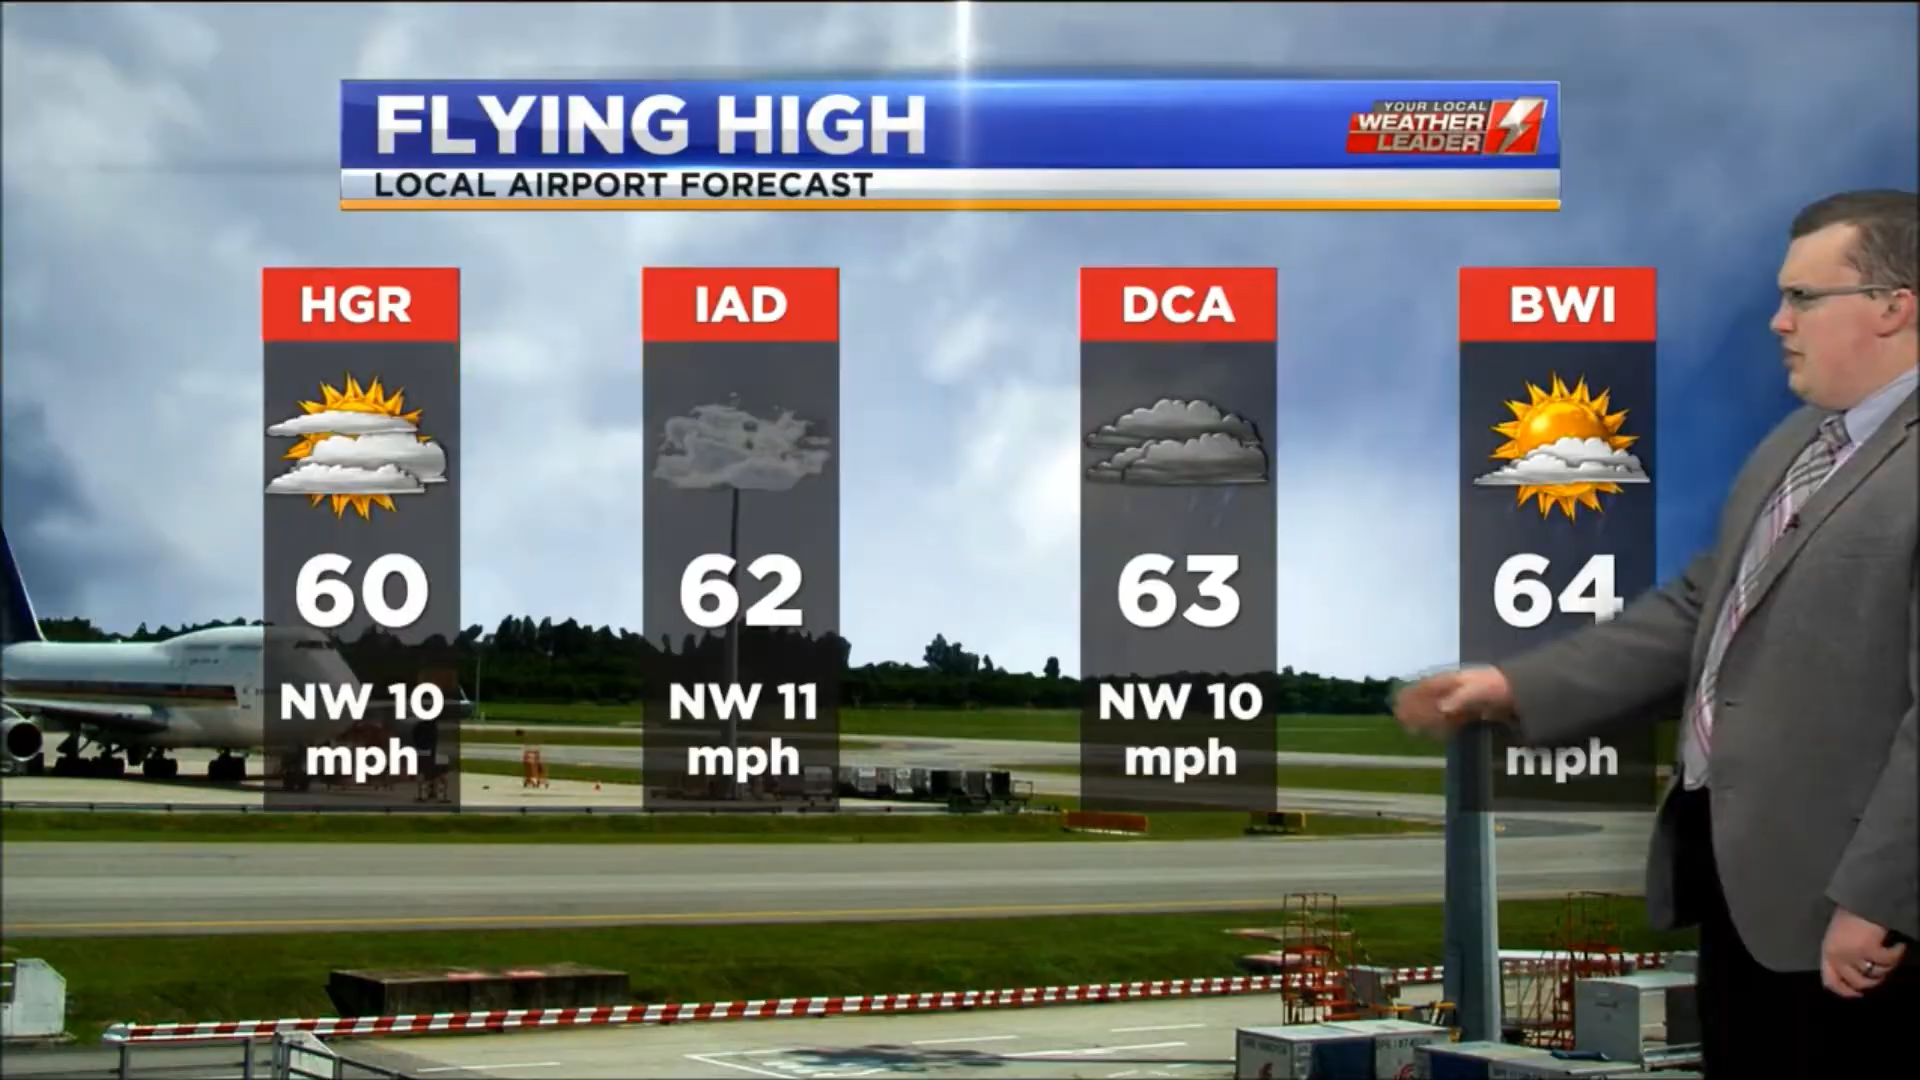 FLYING HIGH
YOUR LOCAL
WEATHER
LEADER
LOCAL AIRPORT FORECAST
HGR
IAD
DCA
BWI
60
62
63
64
NW 10
NW 11
NW 10
mph
mph
mph
mph